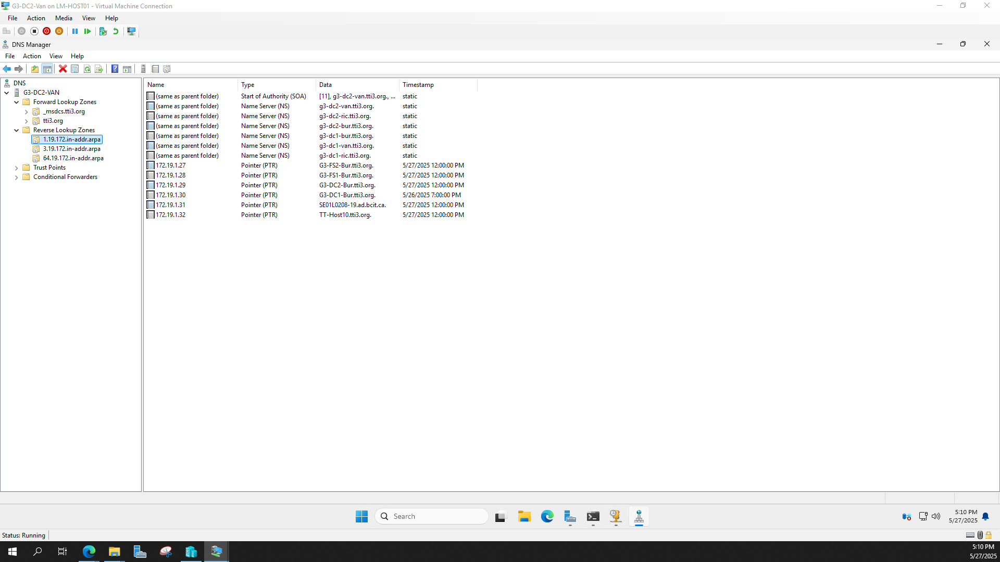 G3-DC2-Van on LM-HOST01 - Virtual Machine Connection
File Action Media View Help
DNS Manager
File Action View Help
DNS
G3-DC2-VAN
Forward Lookup Zones
_msdcs.tti3.org
tti3.org
Reverse Lookup Zones
1.19.172.in-addr.arpa
3.19.172.in-addr.arpa
64.19.172.in-addr.arpa
Trust Points
Conditional Forwarders
Name Type Data Timestamp
(same as parent folder) Start of Authority (SOA) [11], g3-dc2-van.tti3.org., ... static
(same as parent folder) Name Server (NS) g3-dc2-van.tti3.org. static
(same as parent folder) Name Server (NS) g3-dc2-ric.tti3.org. static
(same as parent folder) Name Server (NS) g3-dc2-bur.tti3.org. static
(same as parent folder) Name Server (NS) g3-dc1-bur.tti3.org. static
(same as parent folder) Name Server (NS) g3-dc1-van.tti3.org. static
(same as parent folder) Name Server (NS) g3-dc1-ric.tti3.org. static
172.19.1.27 Pointer (PTR) G3-FS2-Bur.tti3.org. 5/27/2025 12:00:00 PM
172.19.1.28 Pointer (PTR) G3-FS1-Bur.tti3.org. 5/27/2025 12:00:00 PM
172.19.1.29 Pointer (PTR) G3-DC2-Bur.tti3.org. 5/27/2025 12:00:00 PM
172.19.1.30 Pointer (PTR) G3-DC1-Bur.tti3.org. 5/26/2025 7:00:00 PM
172.19.1.31 Pointer (PTR) SE01L0208-19.ad.bcit.ca. 5/27/2025 12:00:00 PM
172.19.1.32 Pointer (PTR) TT-Host10.tti3.org. 5/27/2025 12:00:00 PM
Search
5:10 PM
5/27/2025
Status: Running
5:10 PM
5/27/2025